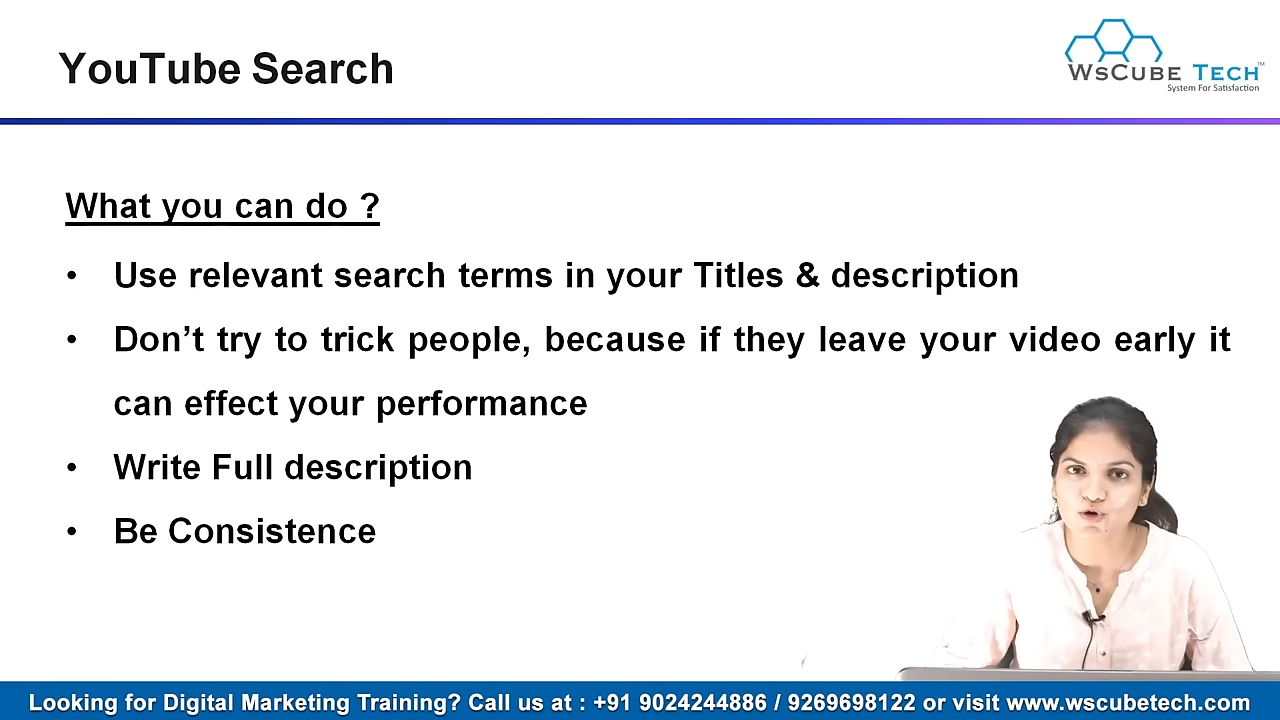 YouTube Search
WsCube Tech™
System For Satisfaction
What you can do ?
• Use relevant search terms in your Titles & description
• Don’t try to trick people, because if they leave your video early it
can effect your performance
• Write Full description
• Be Consistence
Looking for Digital Marketing Training? Call us at : +91 9024244886 / 9269698122 or visit www.wscubetech.com